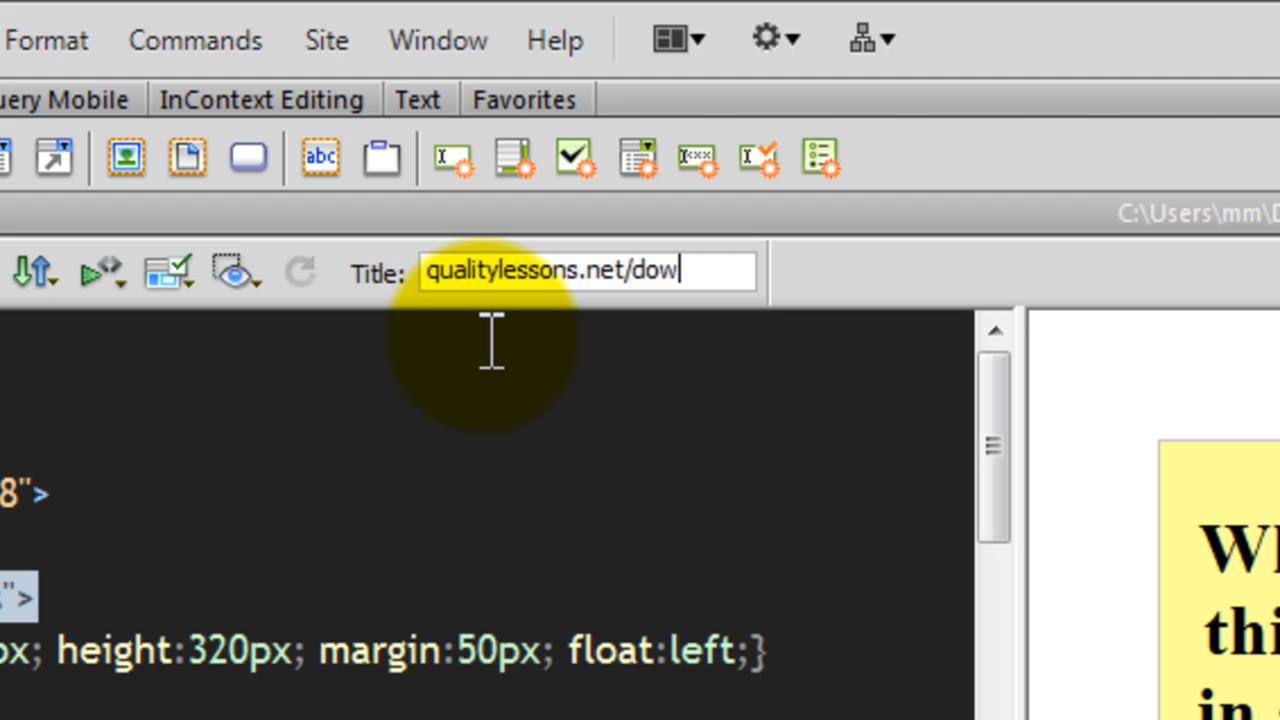 Format Commands Site Window Help
uery Mobile InContext Editing Text Favorites
abc
C:\Users\mm\D
Title: qualitylessons.net/dow
8">
">
px; height:320px; margin:50px; float:left;}
Wh
thi
in